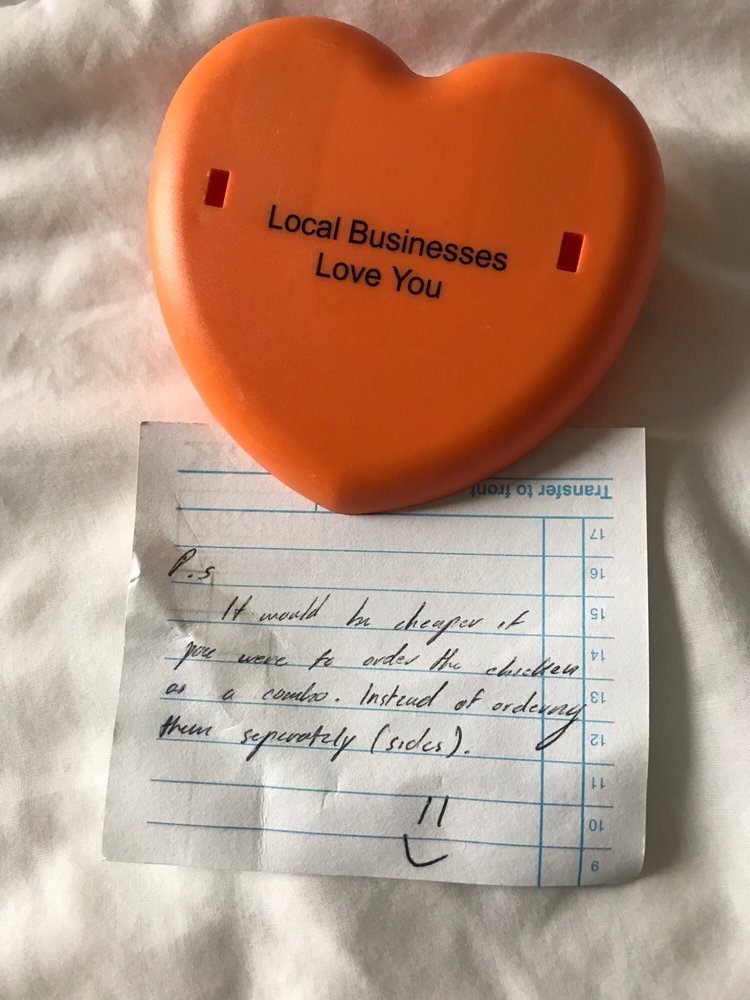 Local Businesses
Love You
Transfer to front
17
16
P.s
15
It would be cheaper if
14
you were to order the chicken
13
as a combo. Instead of ordering
12
them seperately (sides).
11
10
9